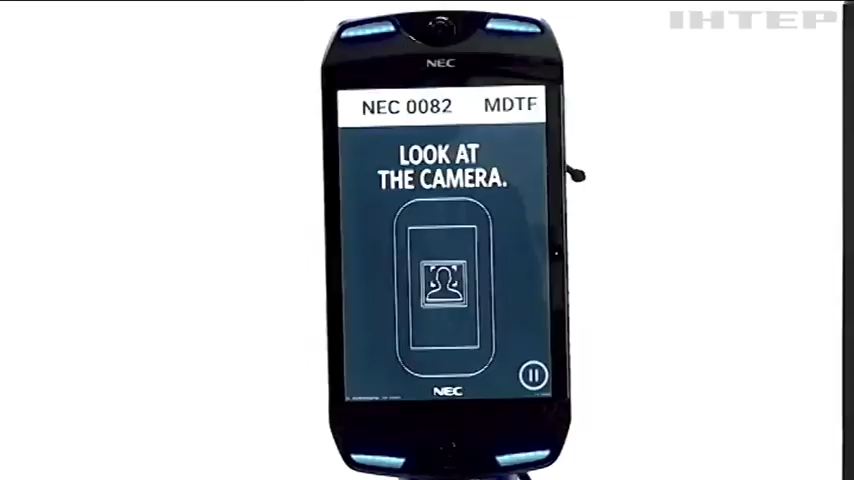 ІНТЕР
NEC
NEC 0082 MDTF
LOOK AT
THE CAMERA.
NEC